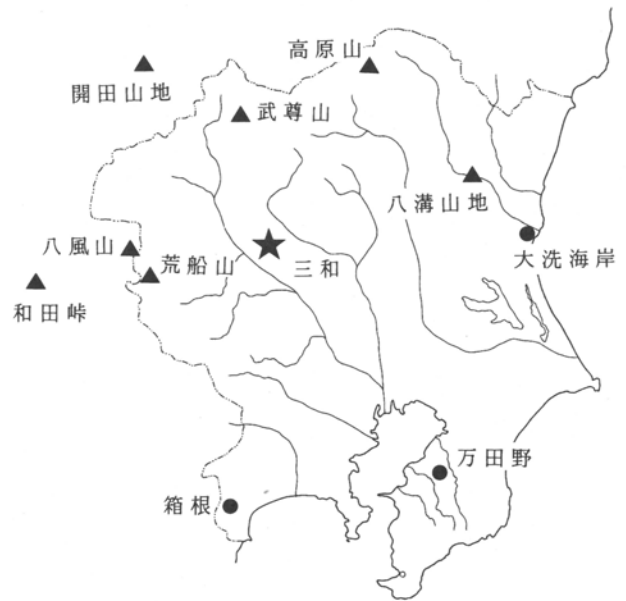 高原山
開田山地
武尊山
八溝山地
八風山
荒船山
三和
大洗海岸
和田峠
万田野
箱根